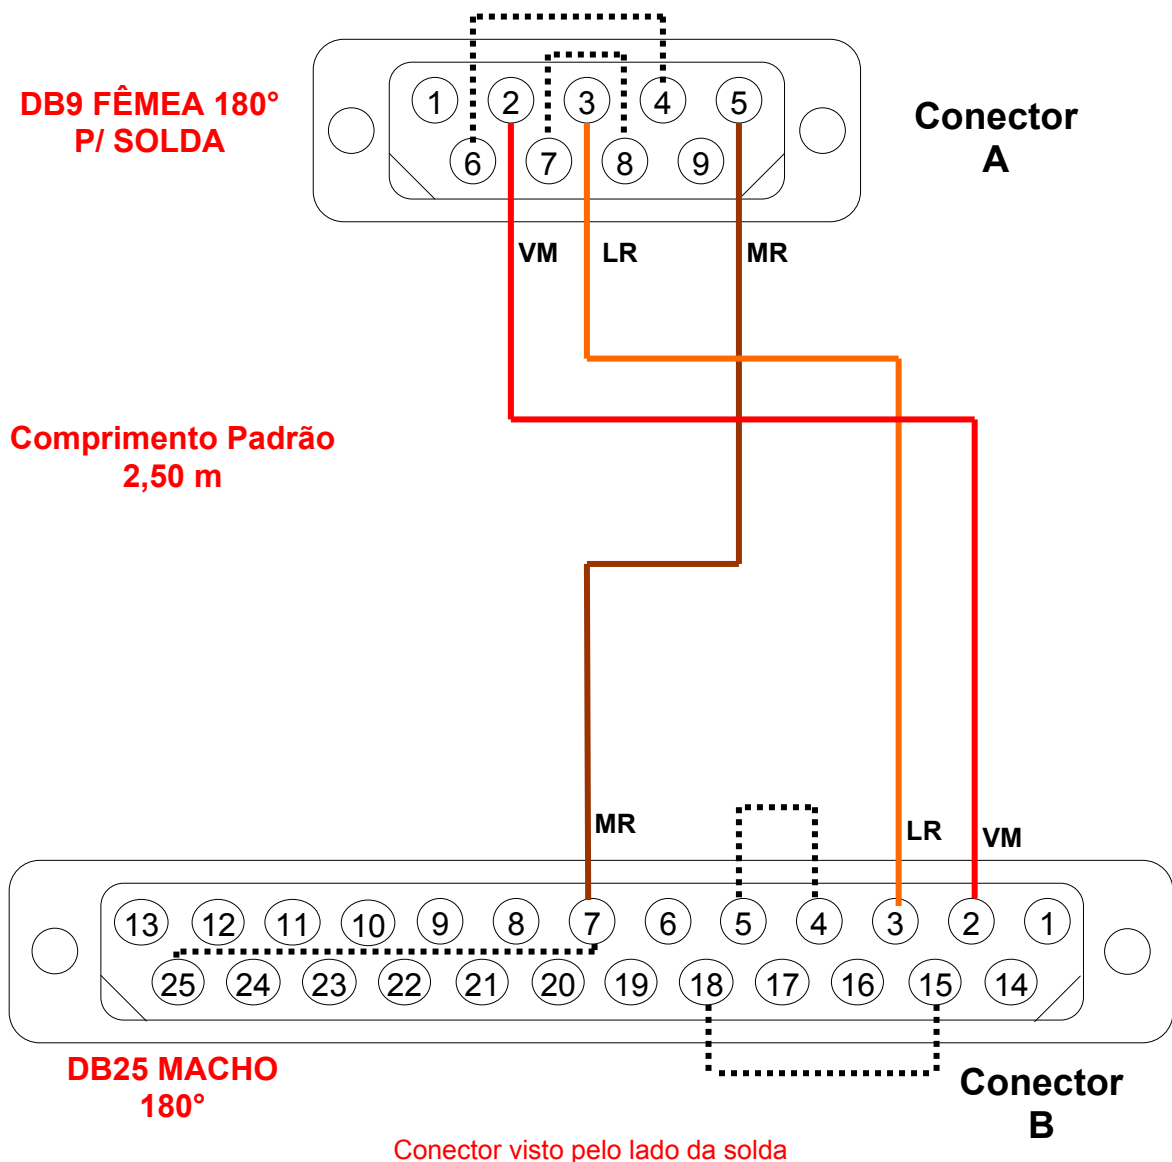 DB9 FÊMEA 180°
P/ SOLDA
1 2 3 4 5
6 7 8 9
Conector
A
VM LR MR
Comprimento Padrão
2,50 m
MR LR VM
13 12 11 10 9 8 7 6 5 4 3 2 1
25 24 23 22 21 20 19 18 17 16 15 14
DB25 MACHO
180°
Conector
B
Conector visto pelo lado da solda